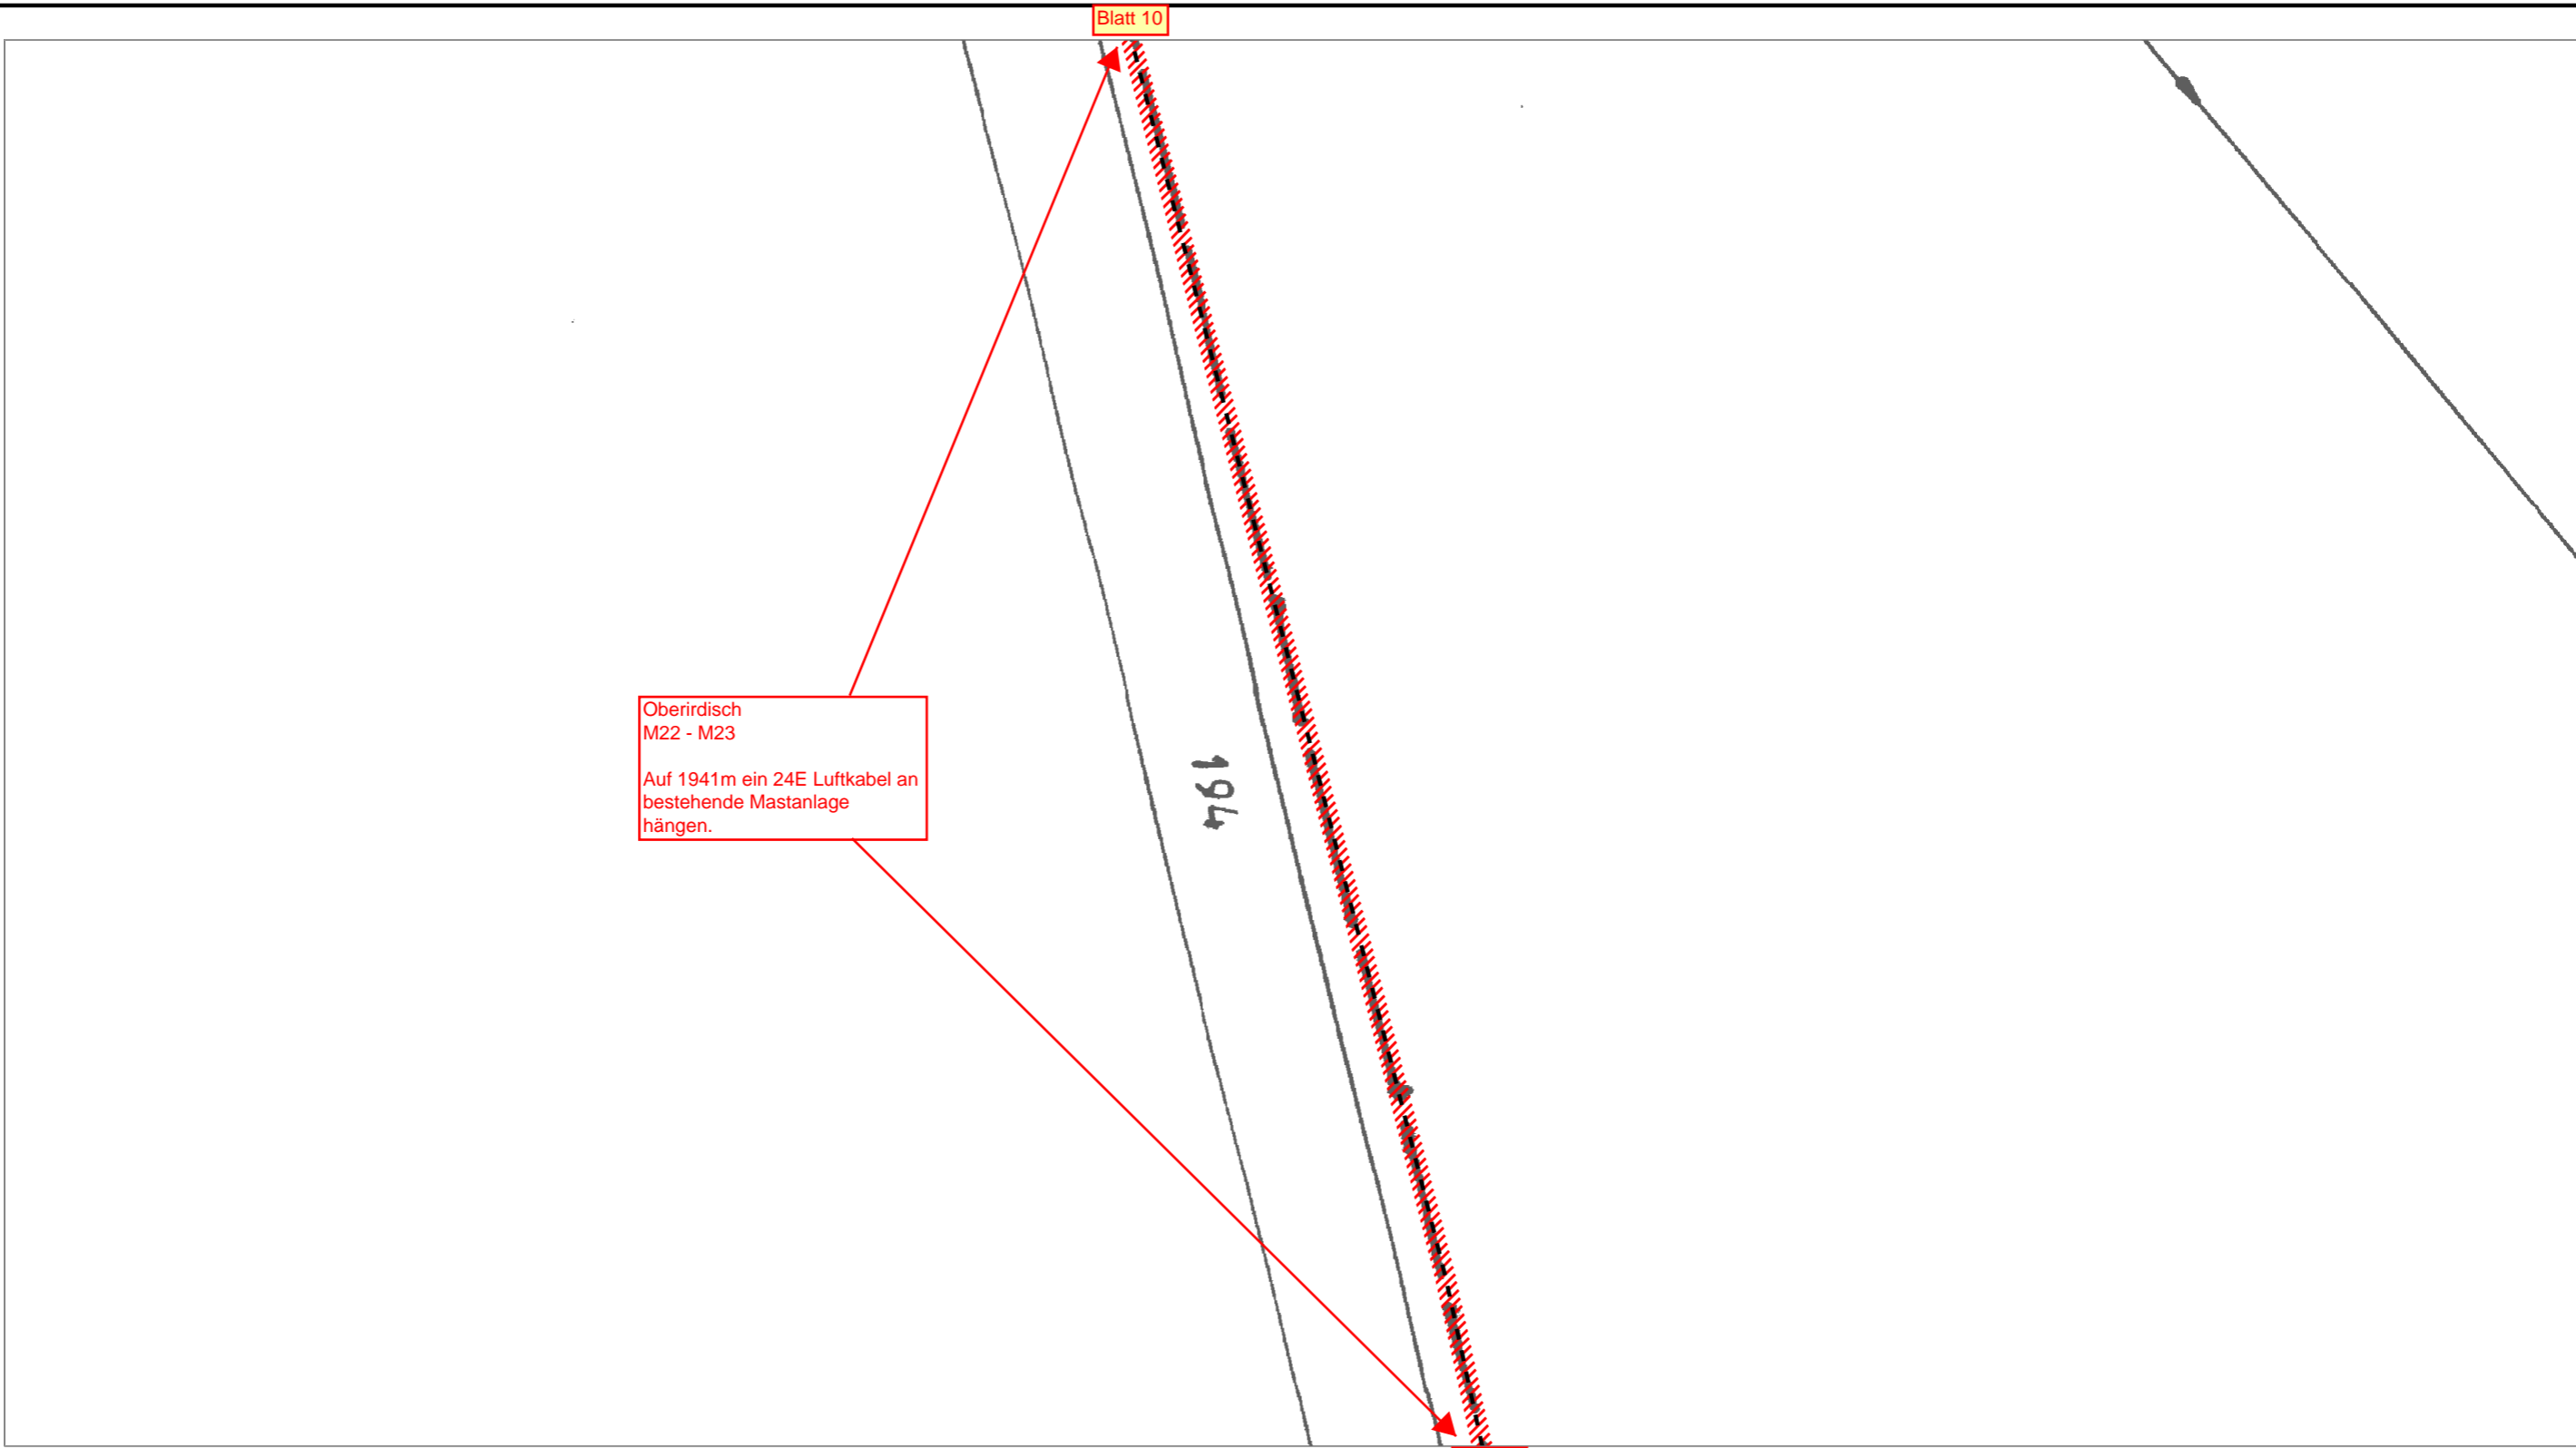 Blatt 10
Oberirdisch
M22 - M23
Auf 1941m ein 24E Luftkabel an
bestehende Mastanlage
hängen.
194